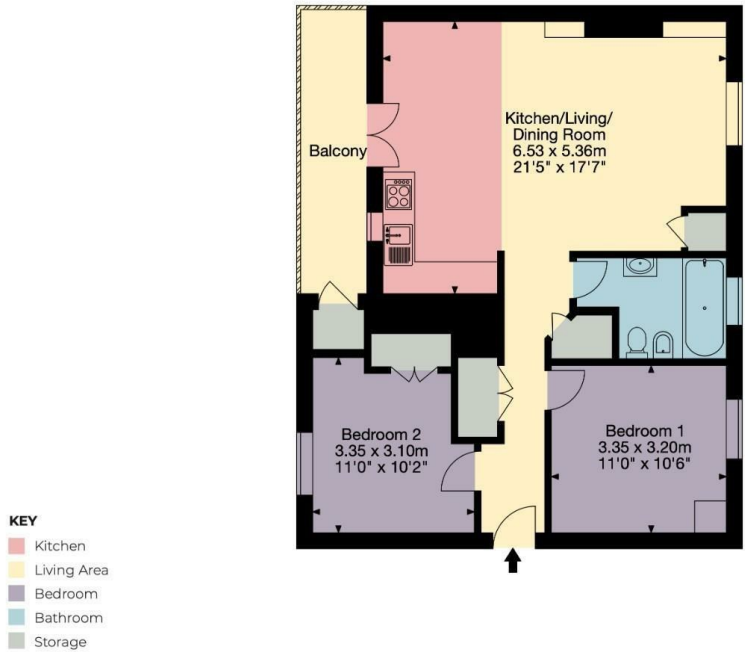 Balcony
Kitchen/Living/
Dining Room
6.53 x 5.36m
21'5" x 17'7"
Bedroom 2
3.35 x 3.10m
11'0" x 10'2"
Bedroom 1
3.35 x 3.20m
11'0" x 10'6"
KEY
Kitchen
Living Area
Bedroom
Bathroom
Storage